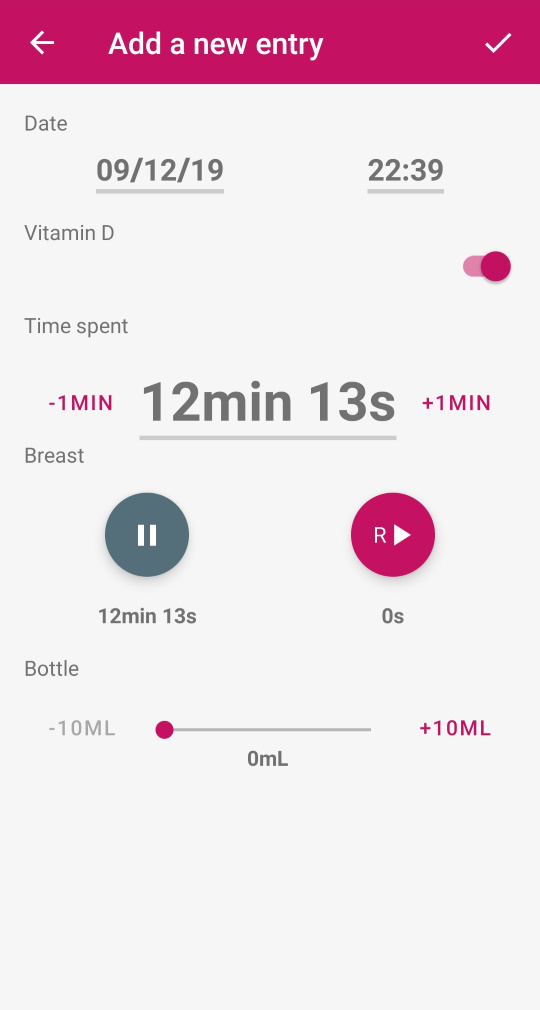 Add a new entry
Date
09/12/19 22:39
Vitamin D
Time spent
-1MIN 12min 13s +1MIN
Breast
R
12min 13s 0s
Bottle
-10ML +10ML
0mL